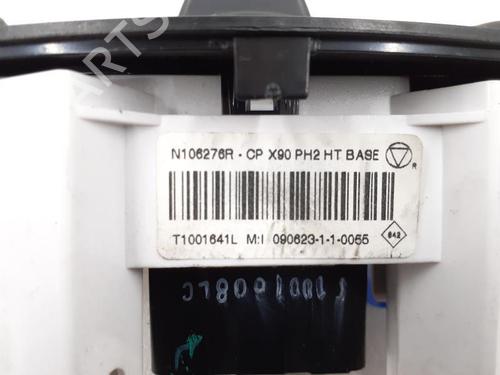 N106276R - CP X90 PH2 HT BASE
R
T1001641L M:I 090623-1-1-0055
842